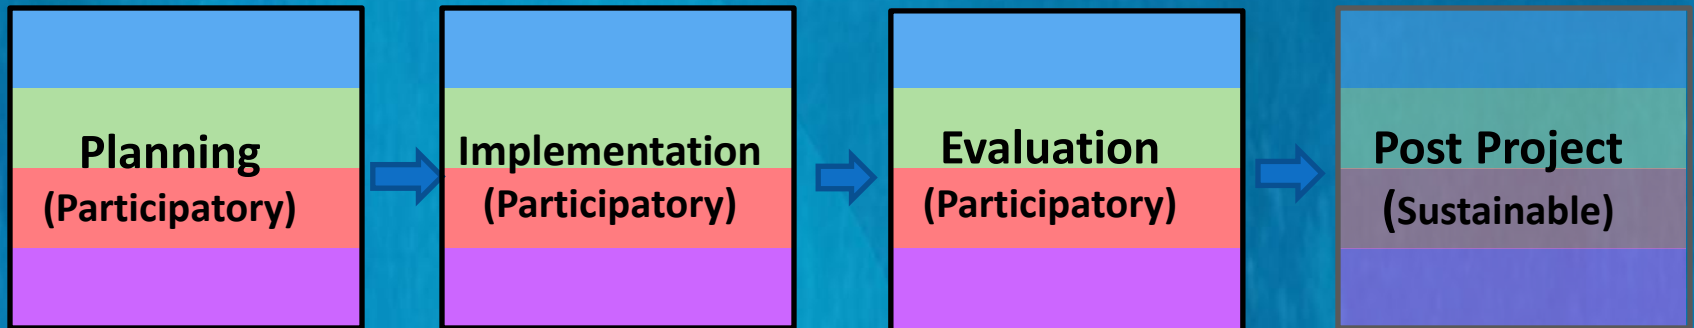 Planning
(Participatory)
Implementation
(Participatory)
Evaluation
(Participatory)
Post Project
(Sustainable)